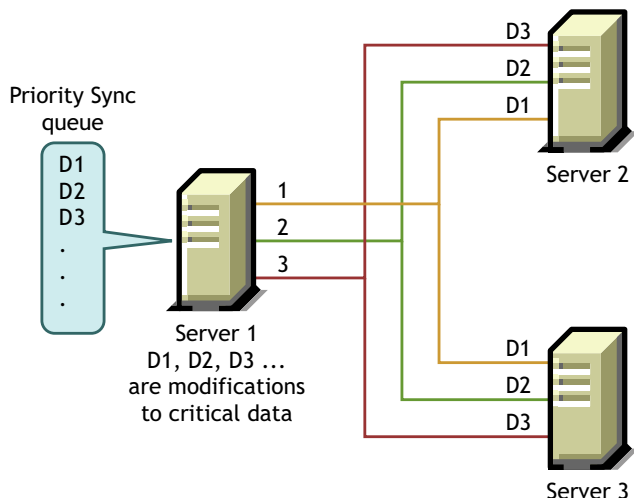 Priority Sync
queue
D1
D2
D3
.
.
.
1
2
3
Server 1
D1, D2, D3 ...
are modifications
to critical data
D3
D2
D1
Server 2
D1
D2
D3
Server 3